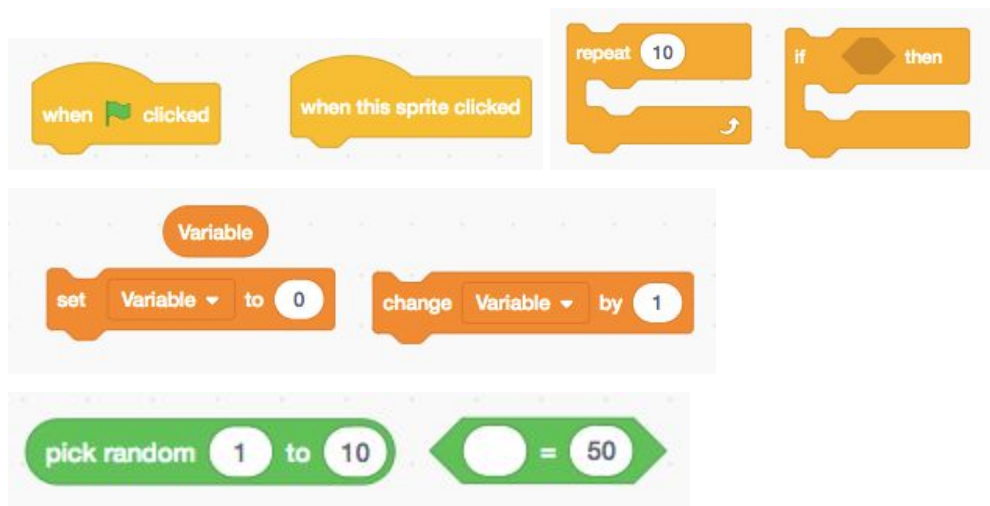 when clicked
when this sprite clicked
repeat 10
if then
Variable
set Variable to 0
change Variable by 1
pick random 1 to 10
= 50